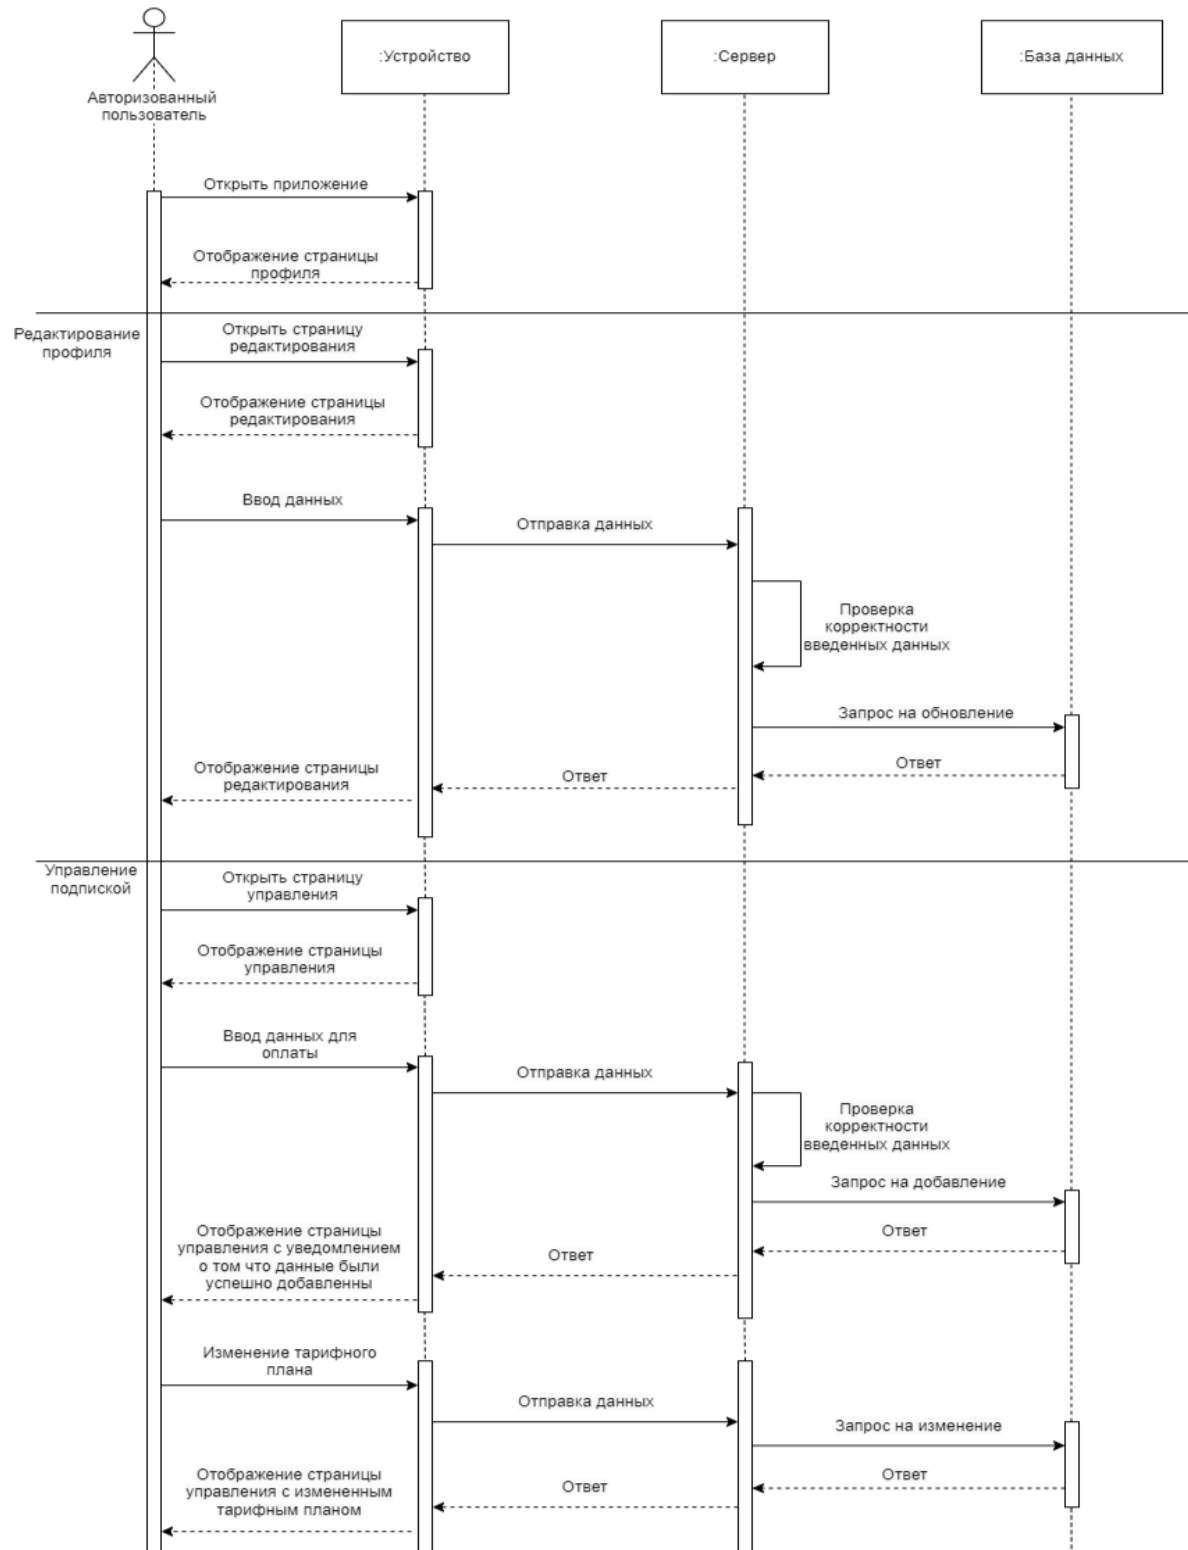 :Устройство
:Сервер
:База данных
Авторизованный
пользователь
Открыть приложение
Отображение страницы
профиля
Редактирование
профиля
Открыть страницу
редактирования
Отображение страницы
редактирования
Ввод данных
Отправка данных
Проверка
корректности
введенных данных
Запрос на обновление
Ответ
Ответ
Отображение страницы
редактирования
Управление
подпиской
Открыть страницу
управления
Отображение страницы
управления
Ввод данных для
оплаты
Отправка данных
Проверка
корректности
введенных данных
Запрос на добавление
Ответ
Ответ
Отображение страницы
управления с уведомлением
о том что данные были
успешно добавленны
Изменение тарифного
плана
Отправка данных
Запрос на изменение
Ответ
Ответ
Отображение страницы
управления с измененным
тарифным планом